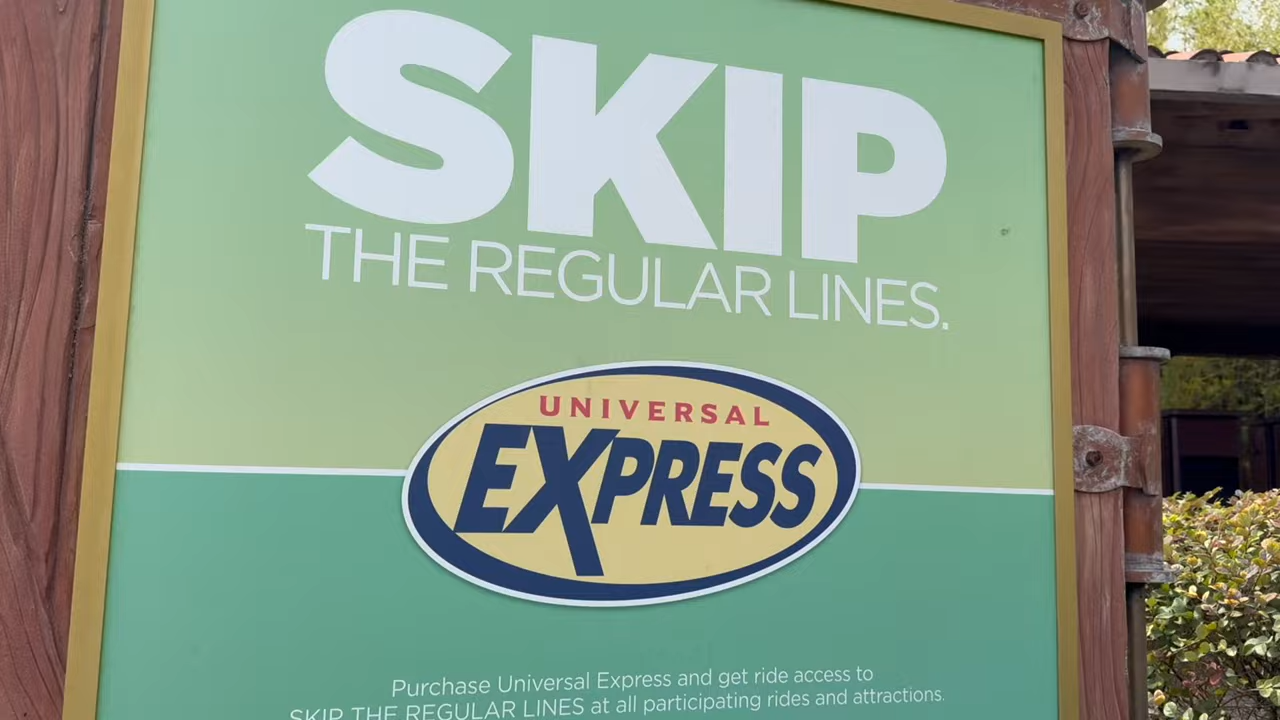 SKIP
THE REGULAR LINES.
UNIVERSAL
EXPRESS
Purchase Universal Express and get ride access to
SKIP THE REGULAR LINES at all participating rides and attractions.